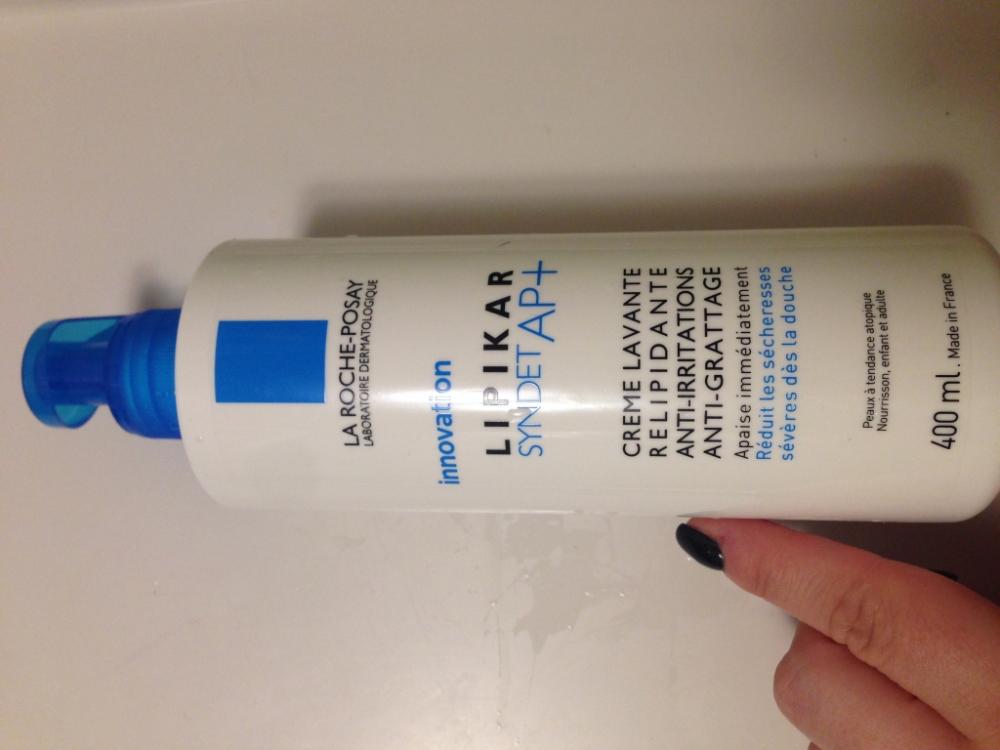 LA ROCHE-POSAY
LABORATOIRE DERMATOLOGIQUE
innovation
LIPIKAR
SYNDET AP+
CREME LAVANTE
RELIPIDANTE
ANTI-IRRITATIONS
ANTI-GRATTAGE
Apaise immédiatement
Réduit les sécheresses
sévères dès la douche
Peaux à tendance atopique
Nourrisson, enfant et adulte
400 ml. Made in France